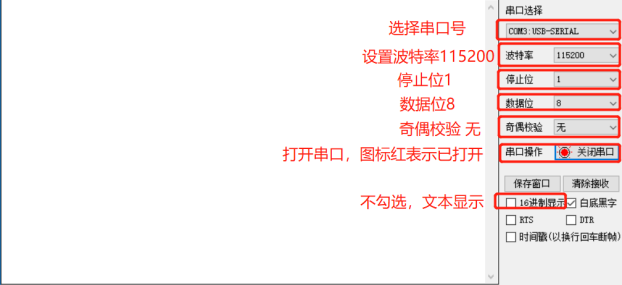 串口选择
选择串口号
COM3:USB-SERIAL
设置波特率115200
波特率 115200
停止位1
停止位 1
数据位8
数据位 8
奇偶校验 无
奇偶校验 无
打开串口，图标红表示已打开
串口操作 关闭串口
保存窗口 清除接收
不勾选，文本显示
16进制显示 白底黑字
RTS DTR
时间戳(以换行回车断帧)